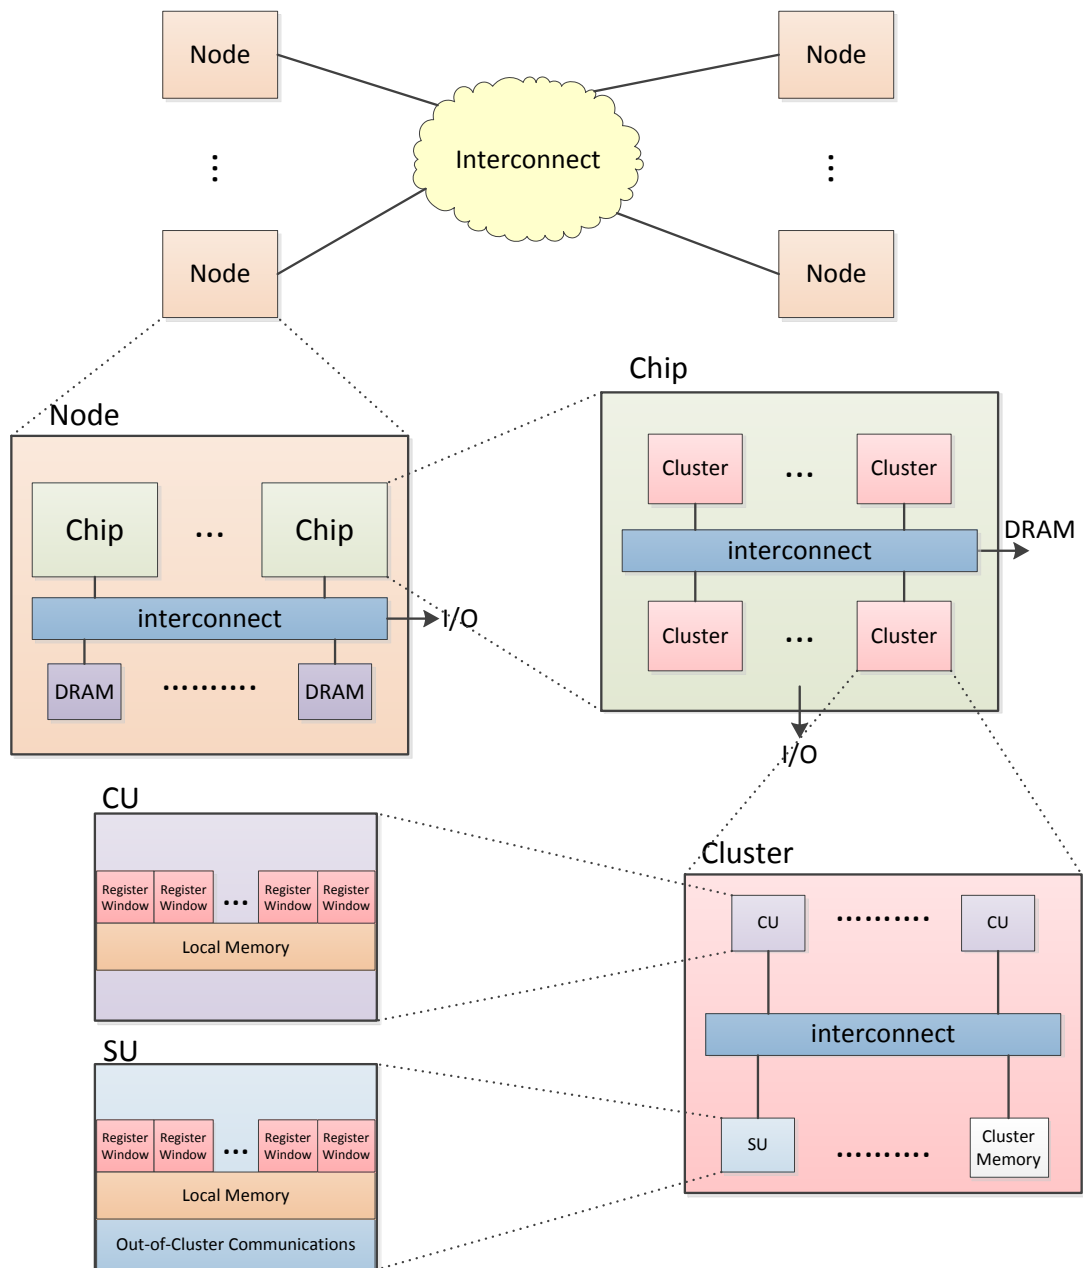 Node
Node
Interconnect
⋮
⋮
Node
Node
Chip
Node
Cluster
...
Cluster
Chip
...
Chip
DRAM
interconnect
interconnect
I/O
Cluster
...
Cluster
DRAM
..........
DRAM
I/O
CU
Cluster
Register
Window
Register
Window
...
Register
Window
Register
Window
CU
..........
CU
Local Memory
interconnect
SU
Register
Window
Register
Window
...
Register
Window
Register
Window
SU
..........
Cluster
Memory
Local Memory
Out-of-Cluster Communications